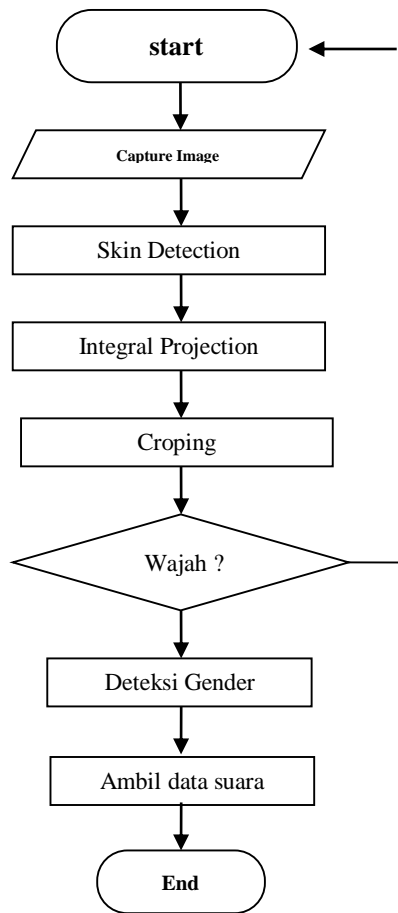 start
Capture Image
Skin Detection
Integral Projection
Croping
Wajah ?
Deteksi Gender
Ambil data suara
End